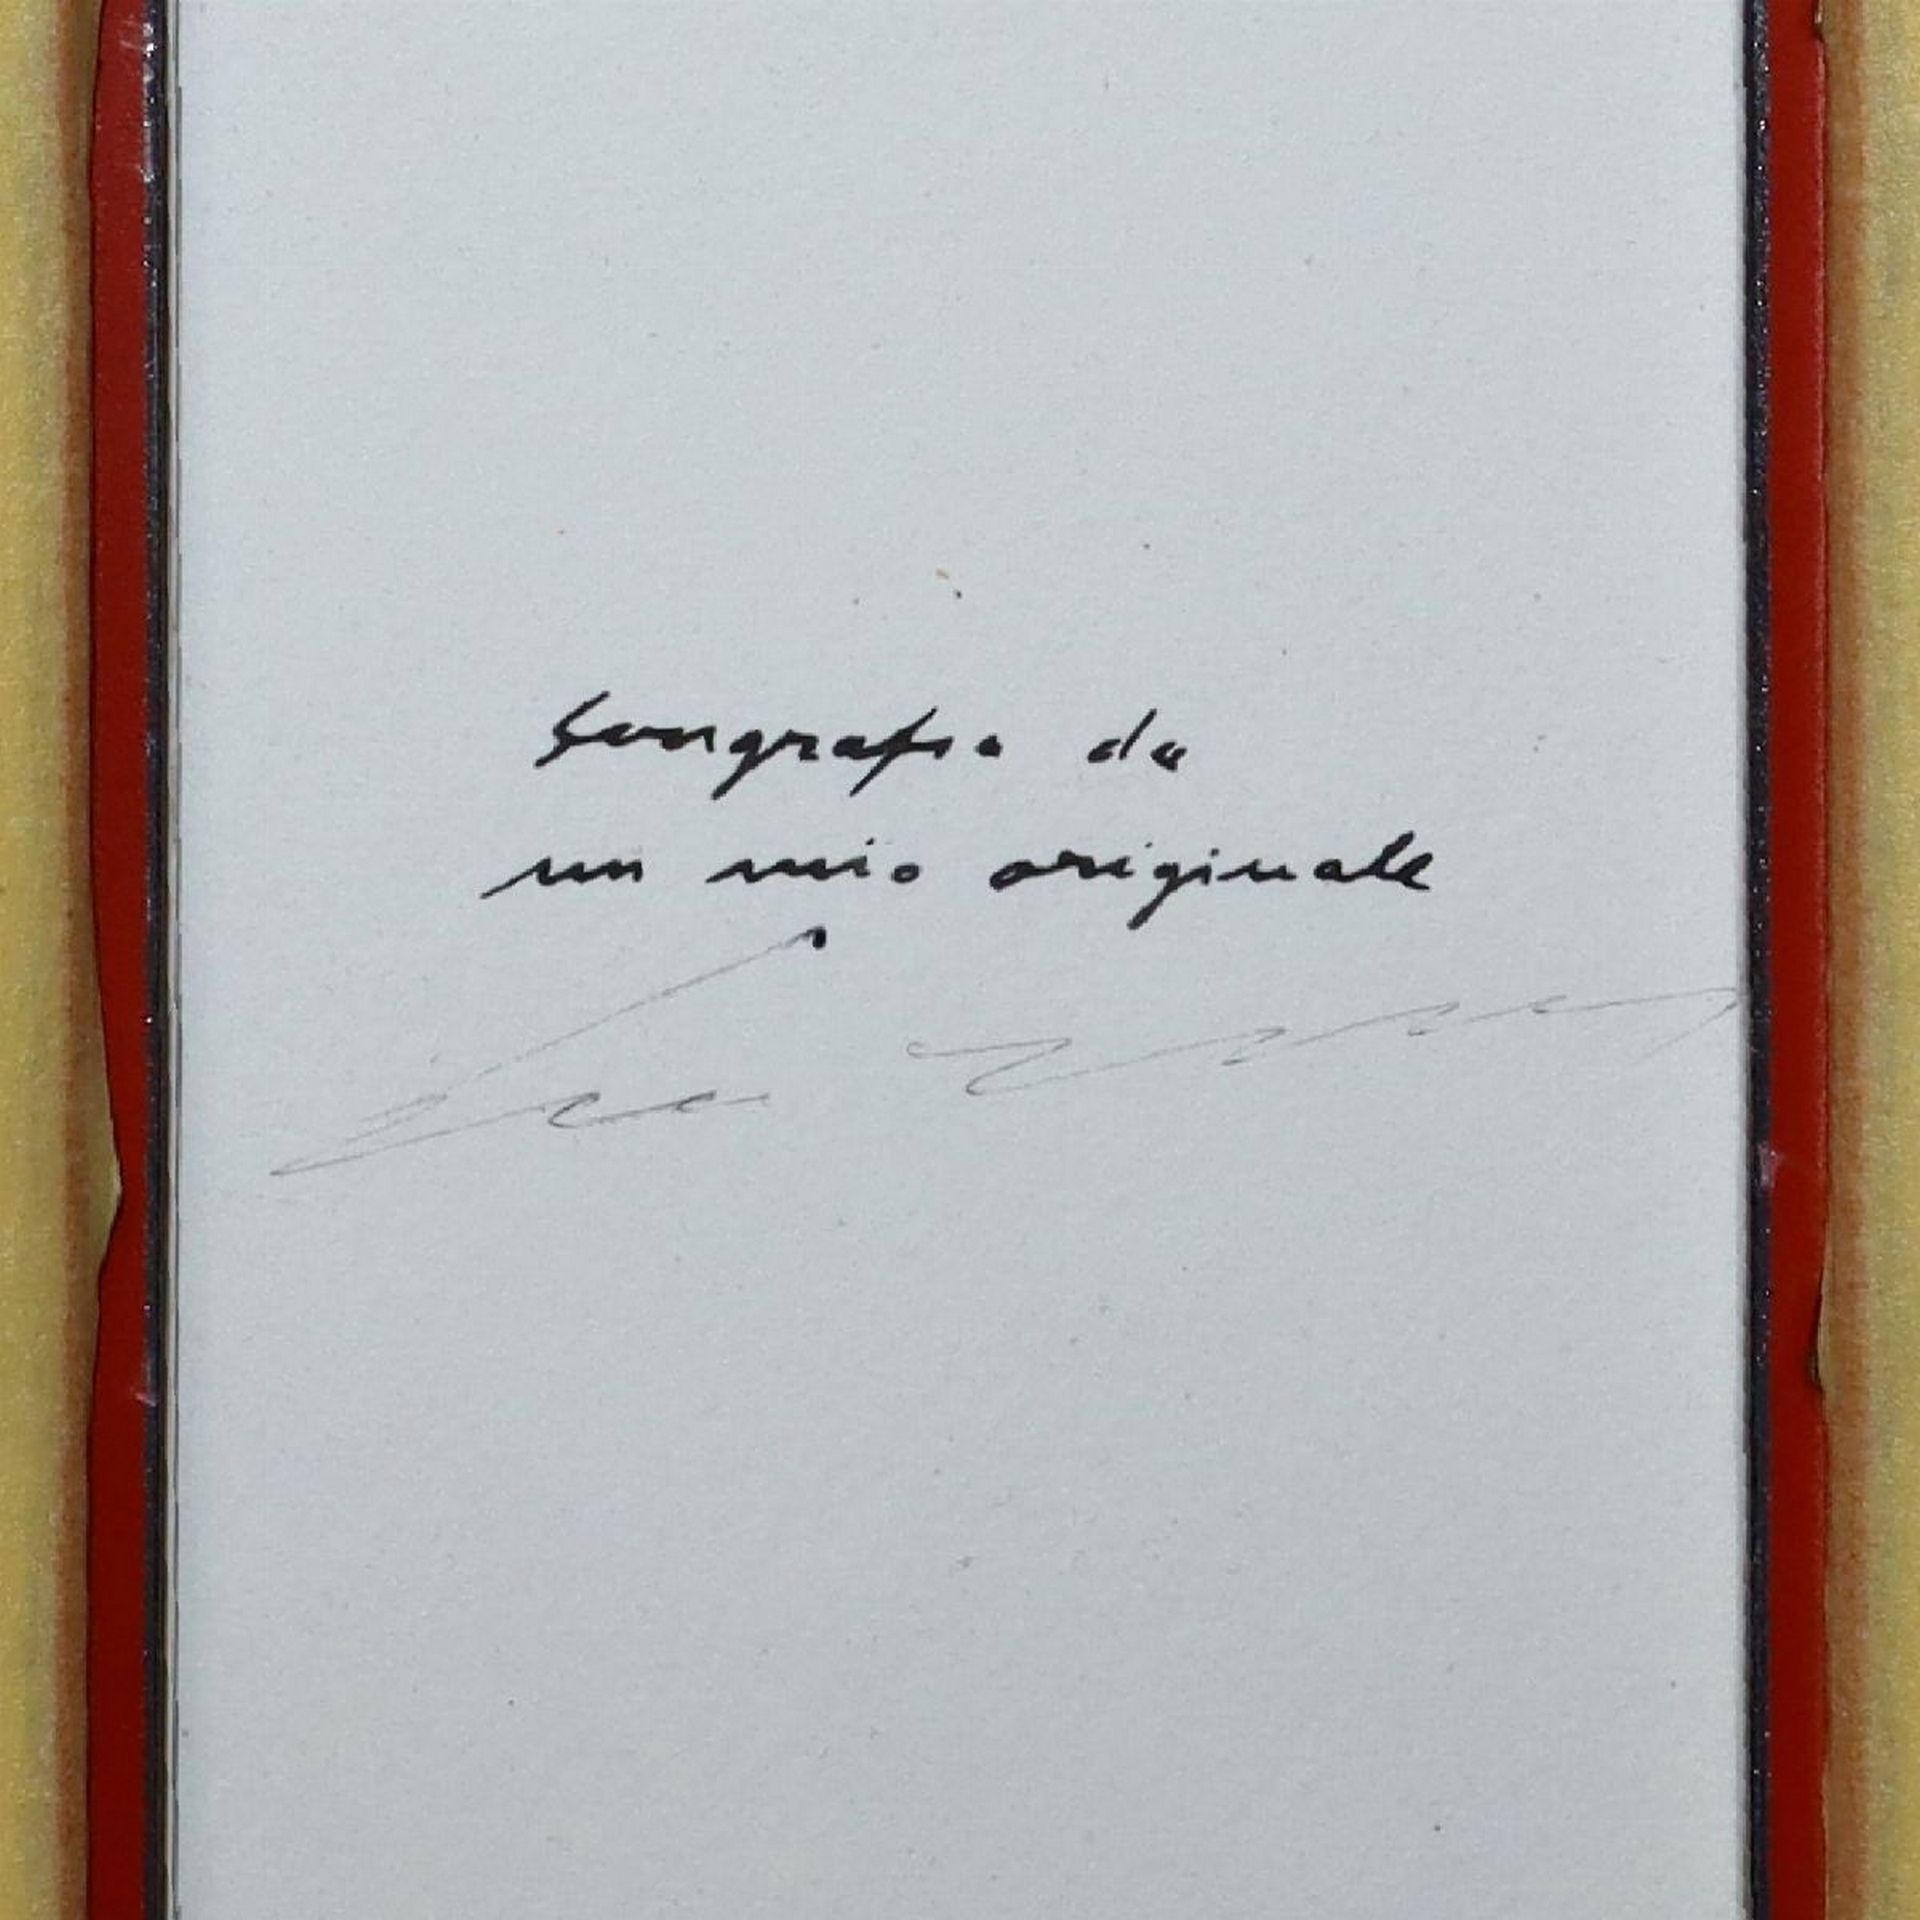 Serigrafia da
un mio originale